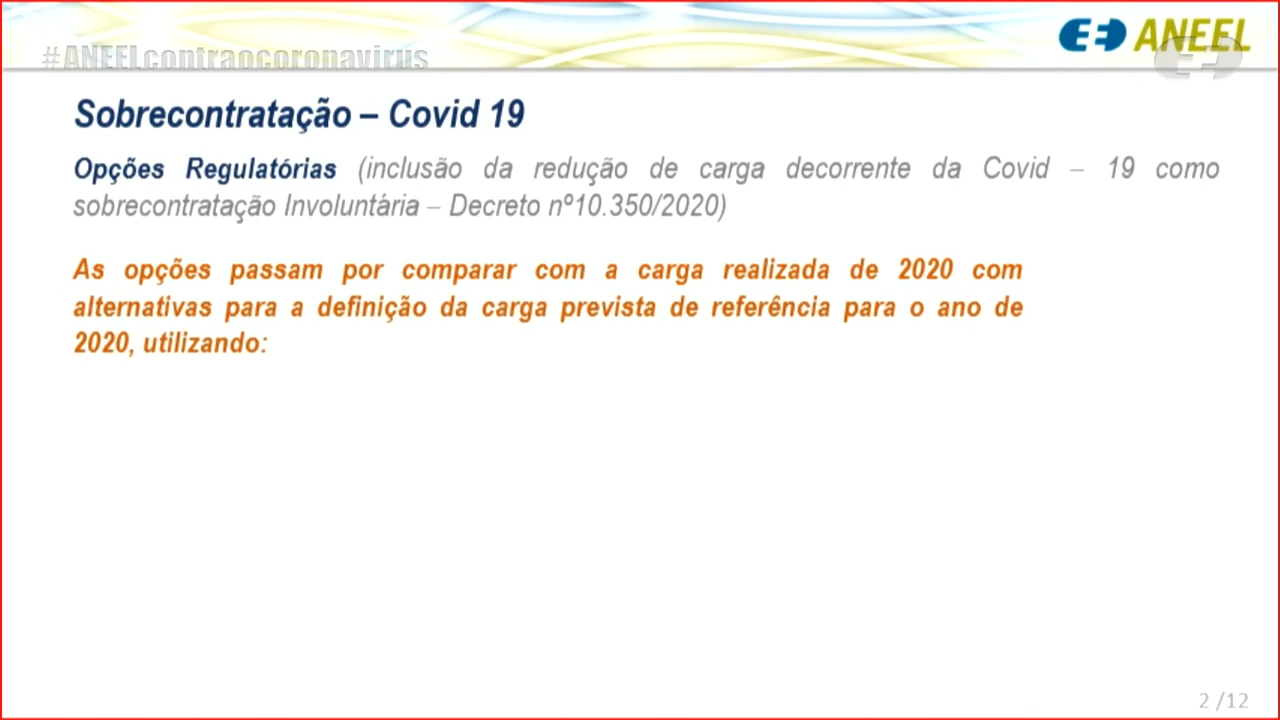 #ANEELcontraocoronavirus
ANEEL
Sobrecontratação – Covid 19
Opções Regulatórias (inclusão da redução de carga decorrente da Covid – 19 como
sobrecontratação Involuntária – Decreto nº10.350/2020)
As opções passam por comparar com a carga realizada de 2020 com
alternativas para a definição da carga prevista de referência para o ano de
2020, utilizando:
2 /12